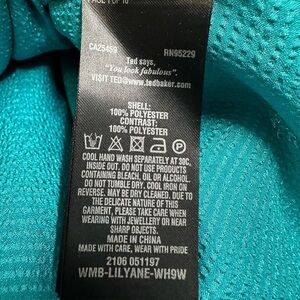 PAGE 1 OF 10
CA25459 RN95229
Ted says,
"You look fabulous".
VISIT TED@www.tedbaker.com
SHELL:
100% POLYESTER
CONTRAST:
100% POLYESTER
COOL HAND WASH SEPARATELY AT 30C,
INSIDE OUT. DO NOT USE PRODUCTS
CONTAINING BLEACH, OIL OR ALCOHOL.
DO NOT TUMBLE DRY. COOL IRON ON
REVERSE. MAY BE DRY CLEANED. DUE TO
THE DELICATE NATURE OF THIS
GARMENT, PLEASE TAKE CARE WHEN
WEARING WITH JEWELLERY OR NEAR
SHARP OBJECTS.
MADE IN CHINA
MADE WITH CARE, WEAR WITH PRIDE
2106 051197
WMB-LILYANE-WH9W